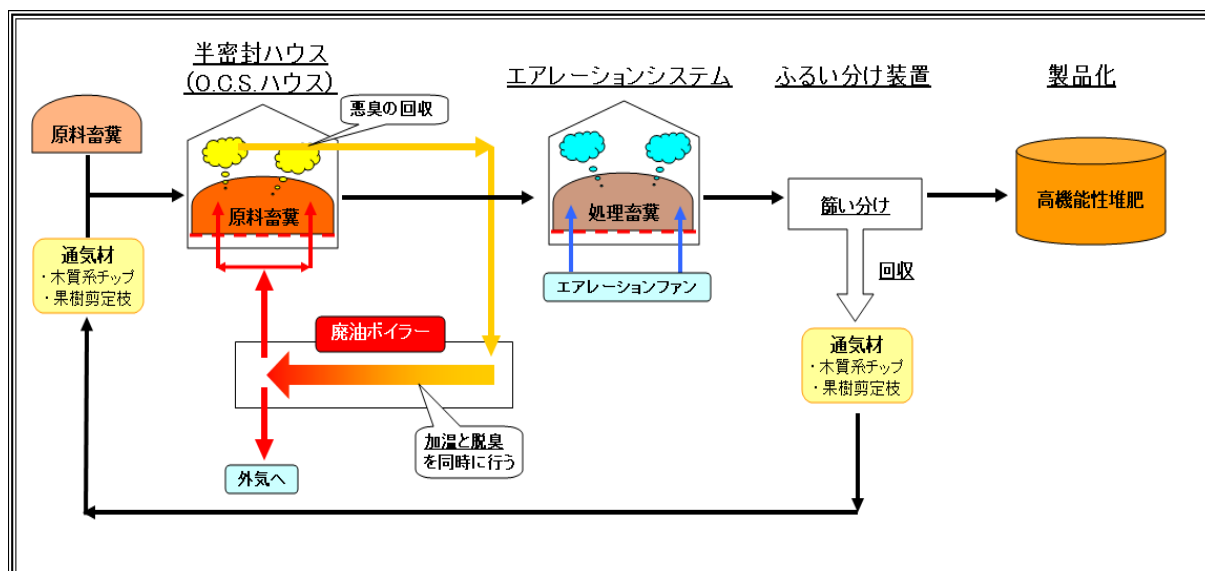 半密封ハウス
(O.C.S.ハウス)
エアレーションシステム
ふるい分け装置
製品化
悪臭の回収
原料畜糞
原料畜糞
処理畜糞
篩い分け
高機能性堆肥
通気材
・木質系チップ
・果樹剪定枝
エアレーションファン
回収
廃油ボイラー
通気材
・木質系チップ
・果樹剪定枝
加温と脱臭
を同時に行う
外気へ